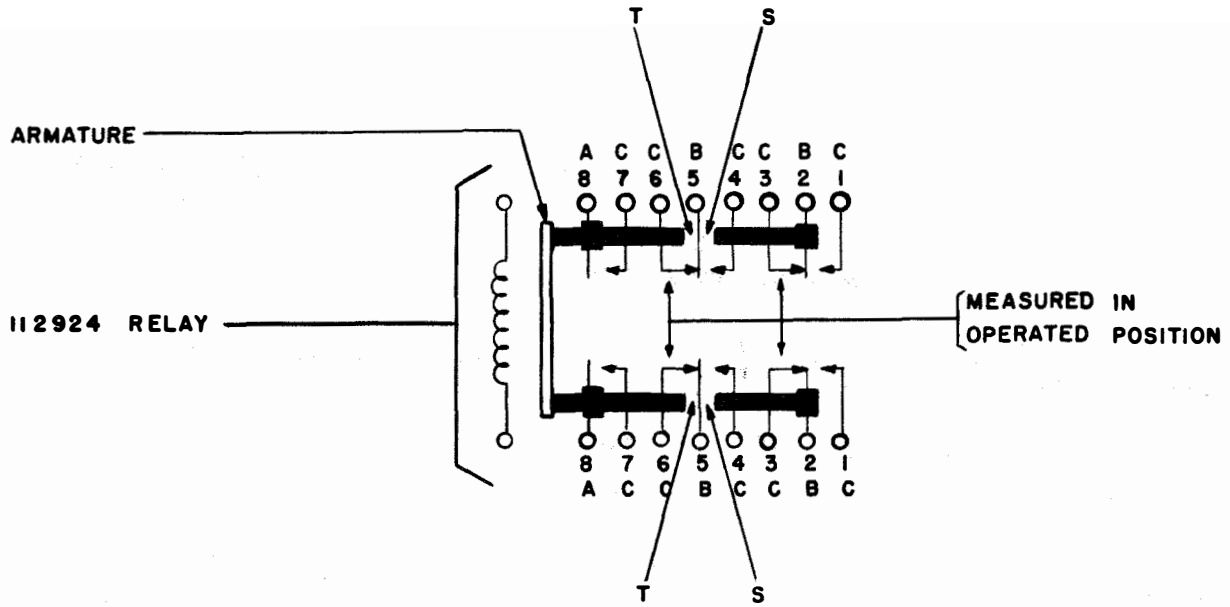 T S
ARMATURE
A C C B C C B C
8 7 6 5 4 3 2 1
112924 RELAY
MEASURED IN
OPERATED POSITION
8 7 6 5 4 3 2 1
A C C B C C B C
T S